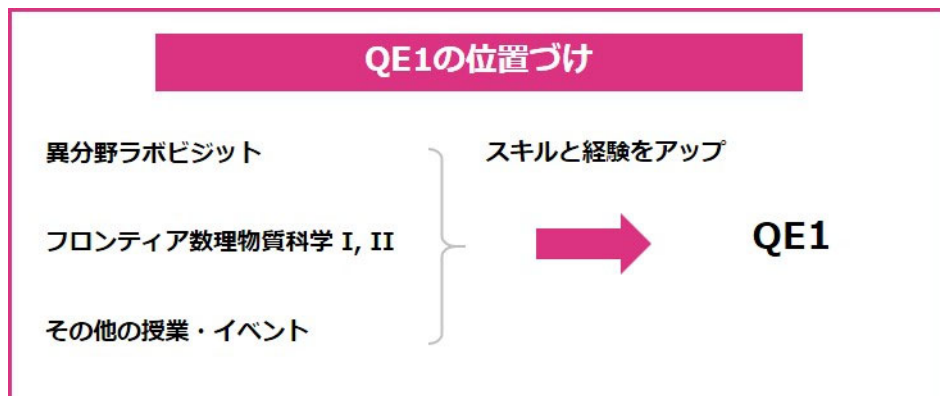 QE1の位置づけ
異分野ラボビジット
フロンティア数理物質科学 I, II
その他の授業・イベント
スキルと経験をアップ
QE1